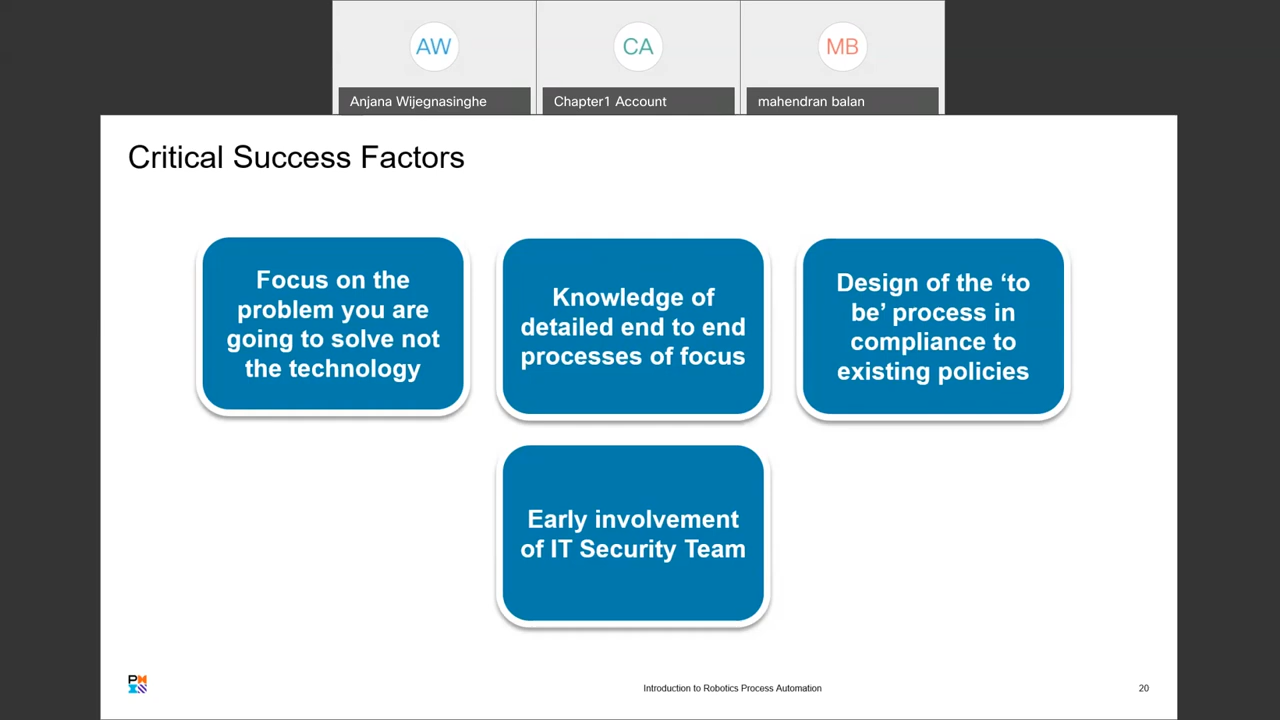 AW
CA
MB
Anjana Wijegnasinghe
Chapter1 Account
mahendran balan
Critical Success Factors
Focus on the
problem you are
going to solve not
the technology
Knowledge of
detailed end to end
processes of focus
Design of the ‘to
be’ process in
compliance to
existing policies
Early involvement
of IT Security Team
Introduction to Robotics Process Automation
20